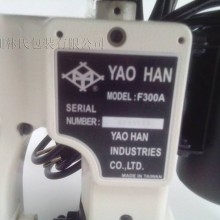 YAO HAN
MODEL: F300A
SERIAL
NUMBER:
YAO HAN
INDUSTRIES
CO., LTD.
MADE IN TAIWAN